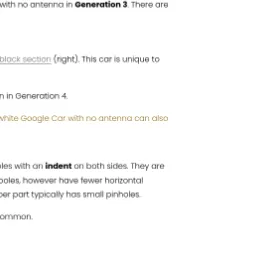 with no antenna in Generation 3. There are
black section (right). This car is unique to
n in Generation 4.
white Google Car with no antenna can also
les with an indent on both sides. They are
poles, however have fewer horizontal
per part typically has small pinholes.
common.